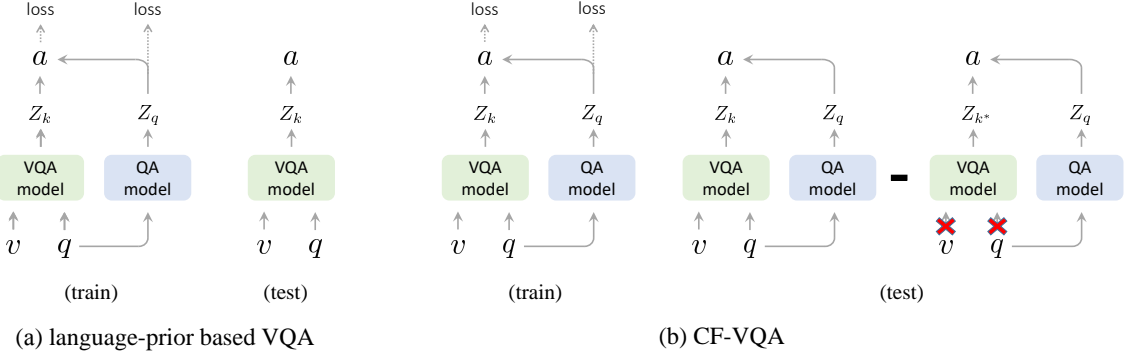 loss loss loss loss
a a a a a
Z_k Z_q Z_k Z_k Z_q Z_k Z_q Z_{k*} Z_q
VQA model QA model VQA model VQA model QA model VQA model QA model - VQA model QA model
v q v q v q v q v q
(train) (test) (train) (test)
(a) language-prior based VQA (b) CF-VQA